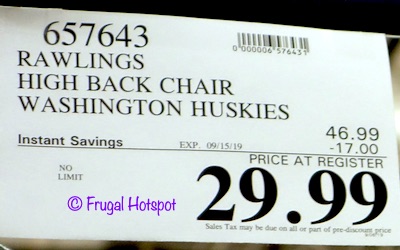 657643
000006 57643
RAWLINGS
HIGH BACK CHAIR
WASHINGTON HUSKIES
46.99
Instant Savings EXP. 09/15/19 -17.00
PRICE AT REGISTER
NO
LIMIT
29.99
© Frugal Hotspot
Sales Tax may be due on all or part of pre-discount price